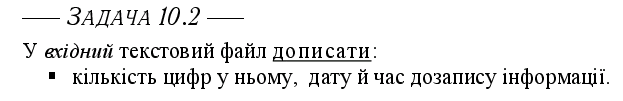 ЗАДАЧА 10.2
У вхідний текстовий файл дописати:
▪ кількість цифр у ньому, дату й час дозапису інформації.